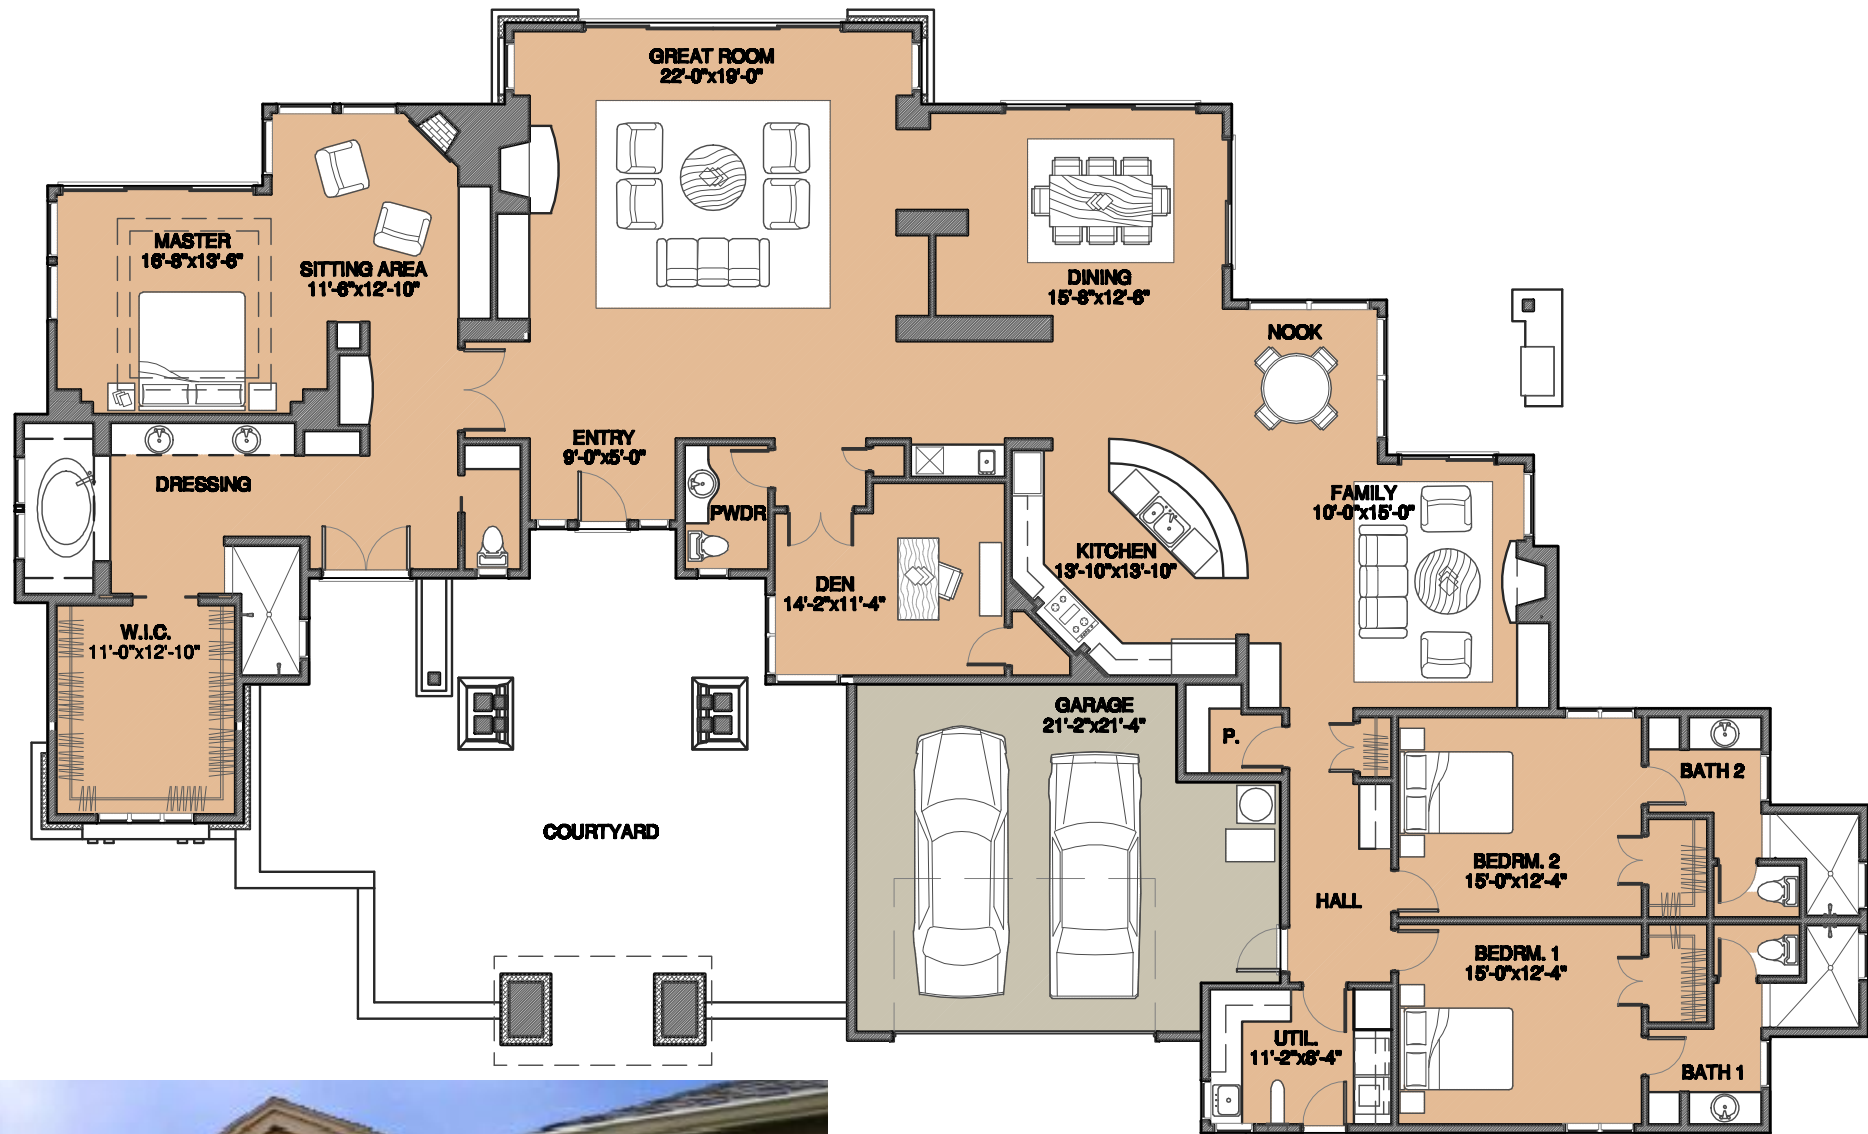 GREAT ROOM
22'-0"x19'-0"
MASTER
16'-8"x13'-6"
SITTING AREA
11'-6"x12'-10"
DINING
15'-8"x12'-6"
NOOK
ENTRY
9'-0"x5'-0"
DRESSING
PWDR
FAMILY
10'-0"x15'-0"
KITCHEN
13'-10"x13'-10"
DEN
14'-2"x11'-4"
W.I.C.
11'-0"x12'-10"
GARAGE
21'-2"x21'-4"
P.
BATH 2
COURTYARD
BEDRM. 2
15'-0"x12'-4"
HALL
BEDRM. 1
15'-0"x12'-4"
UTIL.
11'-2"x8'-4"
BATH 1